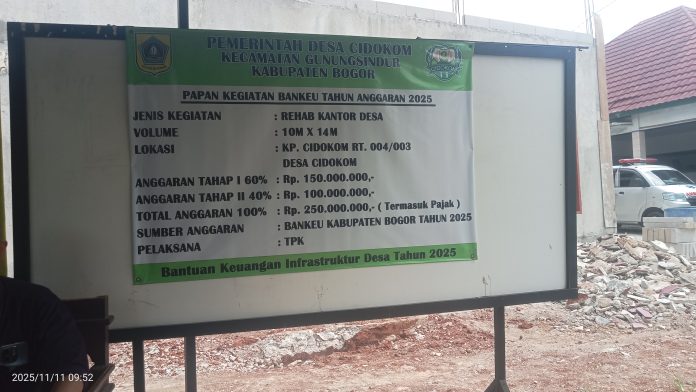 PEMERINTAH DESA CIDOKOM
KECAMATAN GUNUNGSINDUR
KABUPATEN BOGOR
PAPAN KEGIATAN BANKEU TAHUN ANGGARAN 2025
JENIS KEGIATAN : REHAB KANTOR DESA
VOLUME : 10M X 14M
LOKASI : KP. CIDOKOM RT. 004/003
DESA CIDOKOM
ANGGARAN TAHAP I 60% : Rp. 150.000.000,-
ANGGARAN TAHAP II 40% : Rp. 100.000.000,-
TOTAL ANGGARAN 100% : Rp. 250.000.000,- ( Termasuk Pajak )
SUMBER ANGGARAN : BANKEU KABUPATEN BOGOR TAHUN 2025
PELAKSANA : TPK
Bantuan Keuangan Infrastruktur Desa Tahun 2025
2025/11/11 09:52